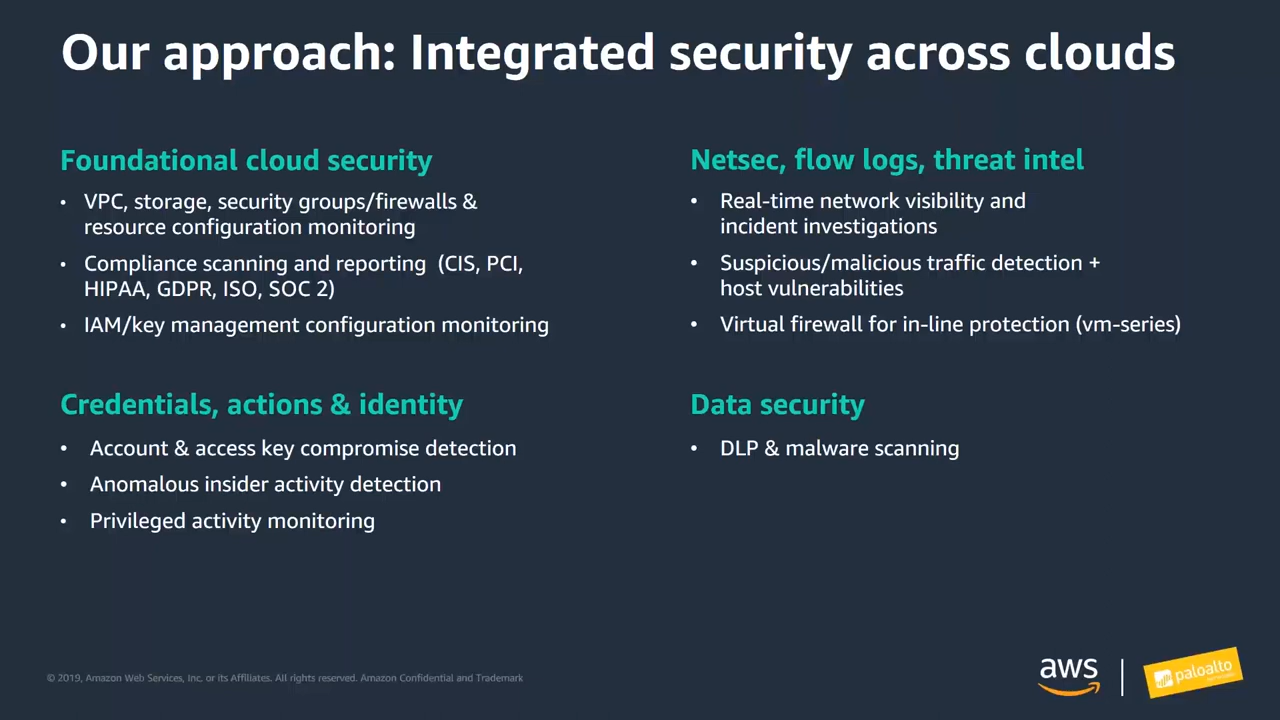 Our approach: Integrated security across clouds
Foundational cloud security
• VPC, storage, security groups/firewalls &
resource configuration monitoring
• Compliance scanning and reporting (CIS, PCI,
HIPAA, GDPR, ISO, SOC 2)
• IAM/key management configuration monitoring
Netsec, flow logs, threat intel
• Real-time network visibility and
incident investigations
• Suspicious/malicious traffic detection +
host vulnerabilities
• Virtual firewall for in-line protection (vm-series)
Credentials, actions & identity
• Account & access key compromise detection
• Anomalous insider activity detection
• Privileged activity monitoring
Data security
• DLP & malware scanning
© 2019, Amazon Web Services, Inc. or its Affiliates. All rights reserved. Amazon Confidential and Trademark
aws
paloalto